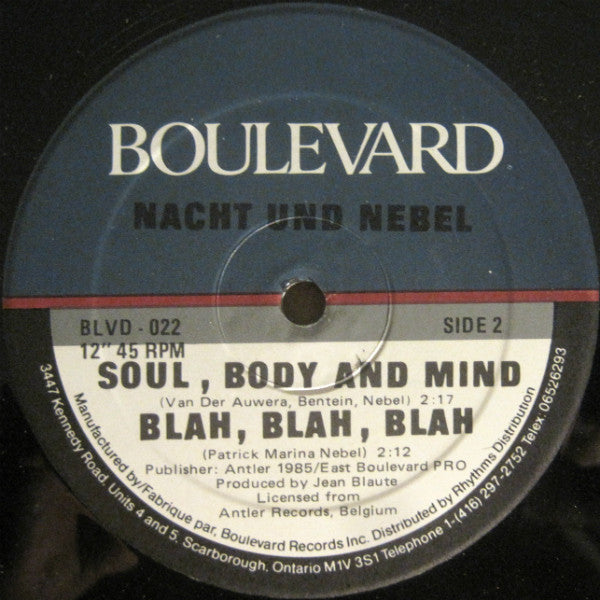 BOULEVARD
NACHT UND NEBEL
BLVD - 022
SIDE 2
12" 45 RPM
SOUL, BODY AND MIND
(Van Der Auwera, Bentein, Nebel) 2:17
BLAH, BLAH, BLAH
(Patrick Marina Nebel) 2:12
Publisher: Antler 1985/East Boulevard PRO
Produced by Jean Blaute
Licensed from
Antler Records, Belgium
Manufactured by/Fabrique par, Boulevard Records Inc. Distributed by Rhythms Distribution
3447 Kennedy Road, Units 4 and 5, Scarborough, Ontario M1V 3S1 Telephone 1-(416) 297-2752 Telex: 06526293